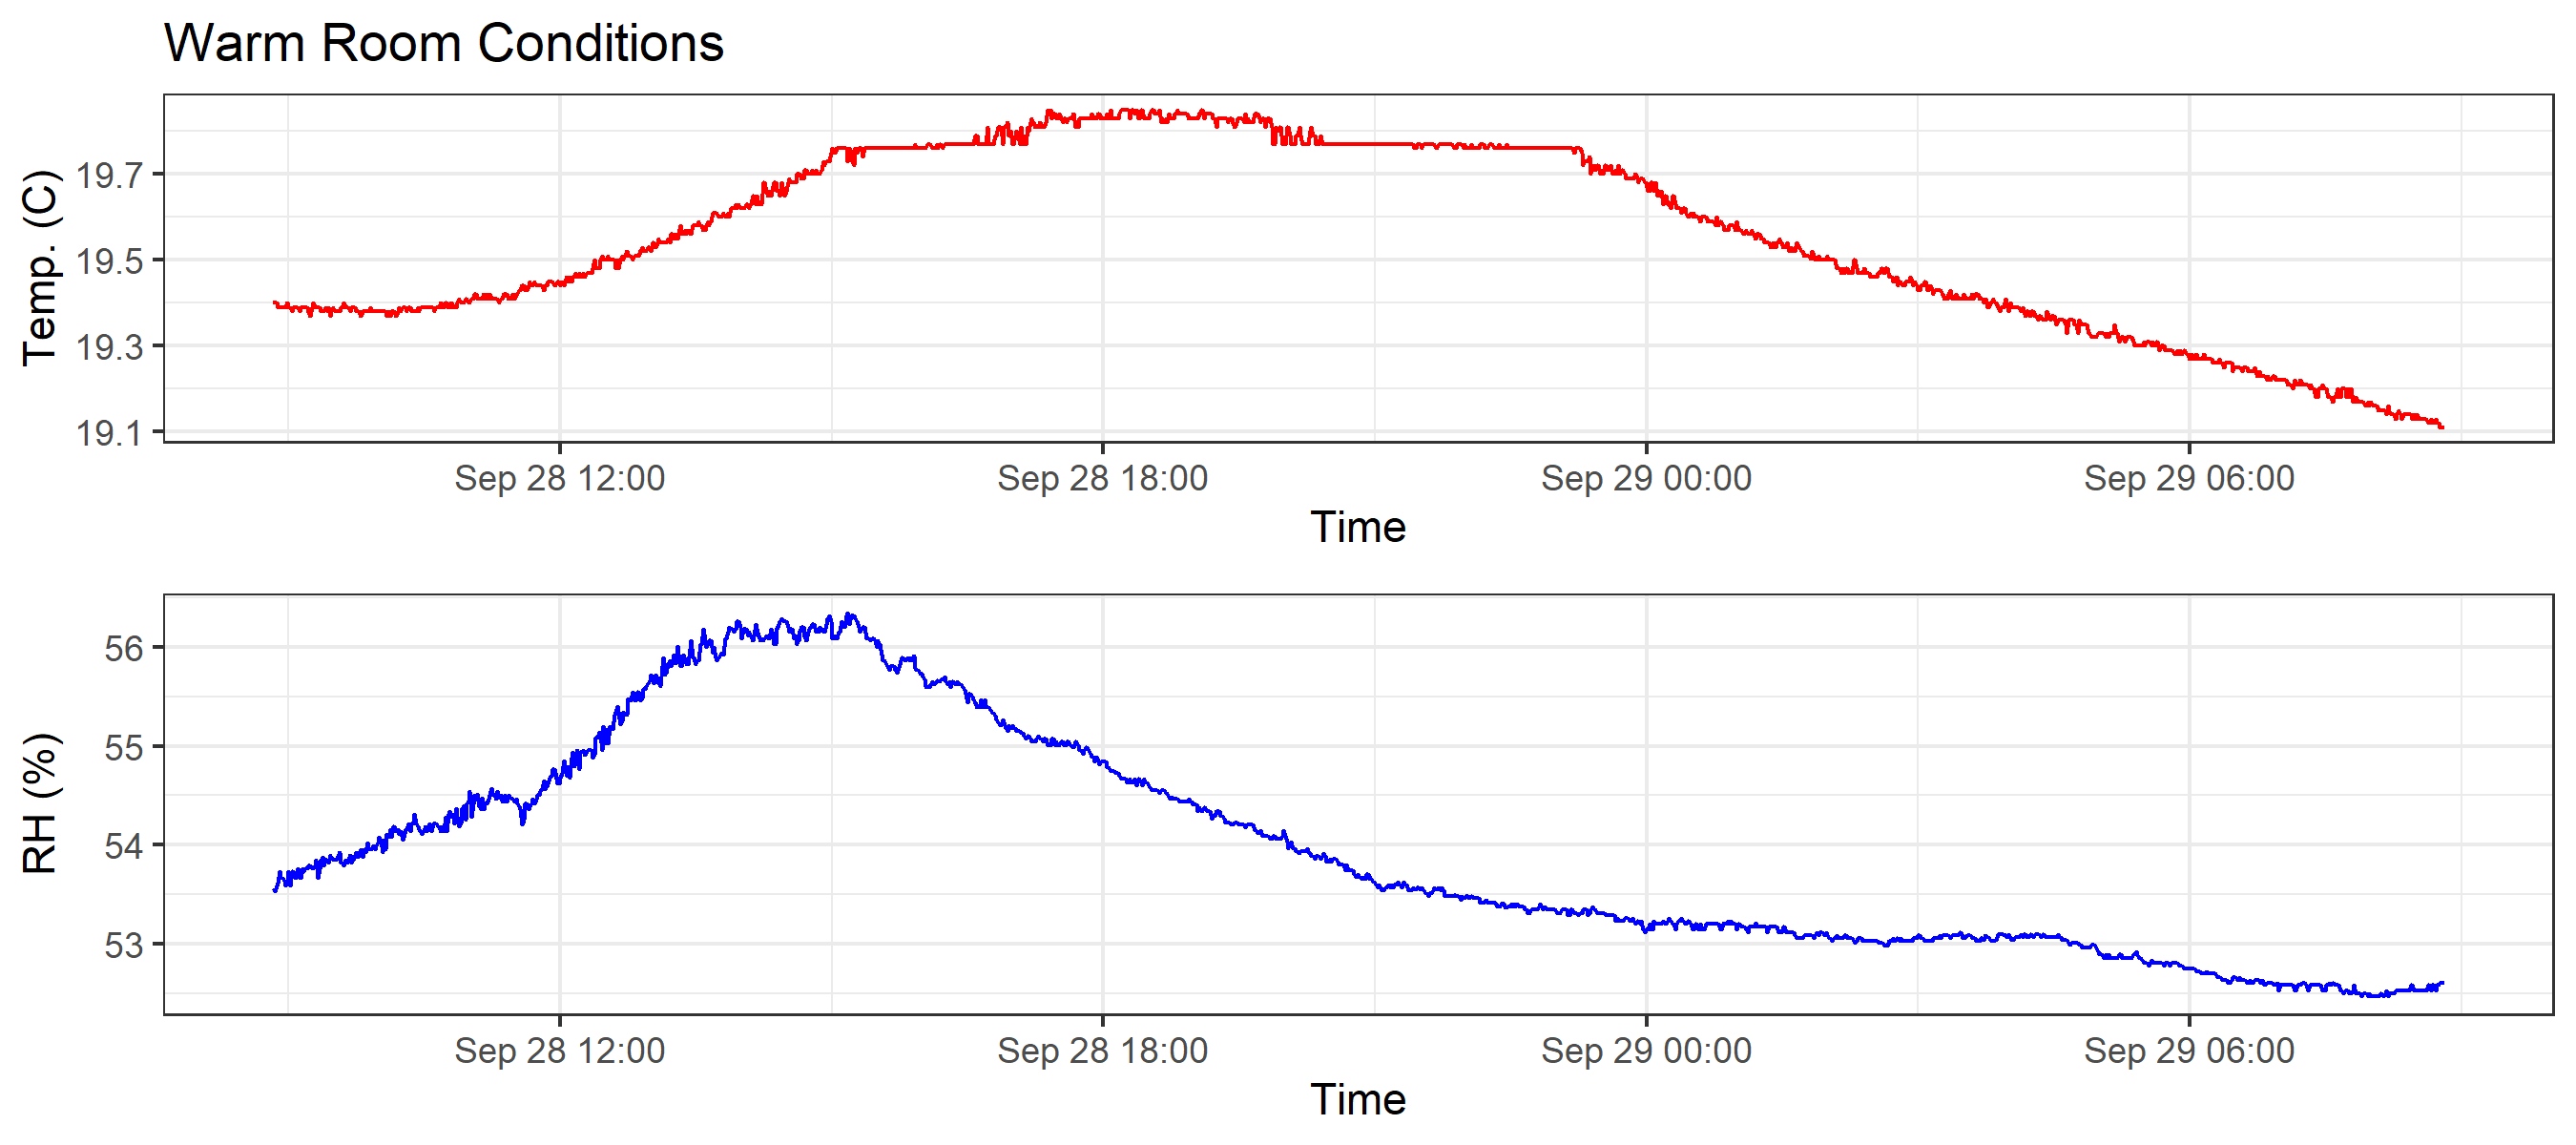 Warm Room Conditions
Temp. (C)
19.7
19.5
19.3
19.1
Sep 28 12:00 Sep 28 18:00 Sep 29 00:00 Sep 29 06:00
Time
RH (%)
56
55
54
53
Sep 28 12:00 Sep 28 18:00 Sep 29 00:00 Sep 29 06:00
Time